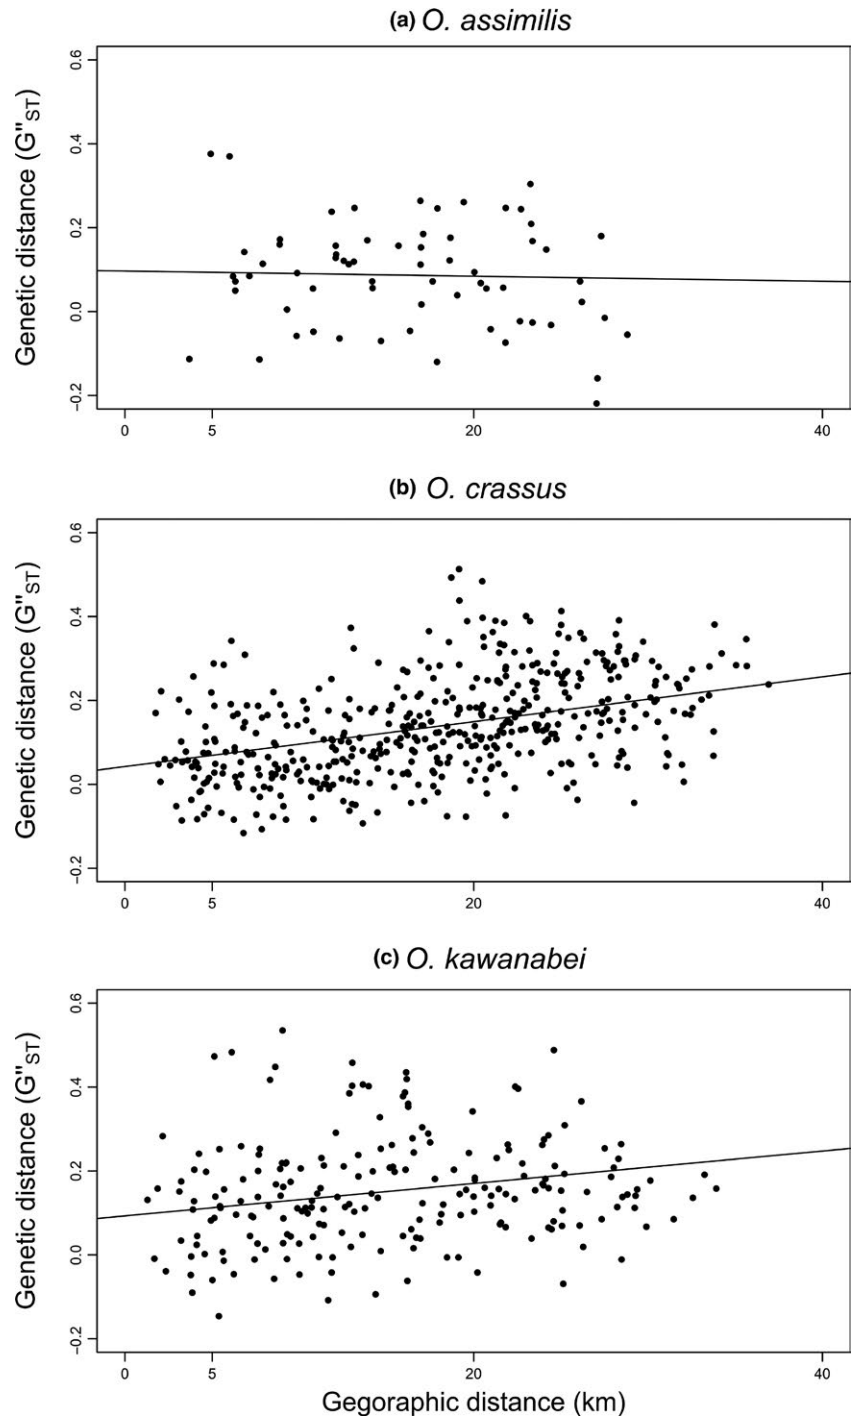 (a) O. assimilis
Genetic distance (G"ST)
0.6
0.4
0.2
0.0
-0.2
0 5 20 40
(b) O. crassus
Genetic distance (G"ST)
0.6
0.4
0.2
0.0
-0.2
0 5 20 40
(c) O. kawanabei
Genetic distance (G"ST)
0.6
0.4
0.2
0.0
-0.2
0 5 20 40
Gegoraphic distance (km)